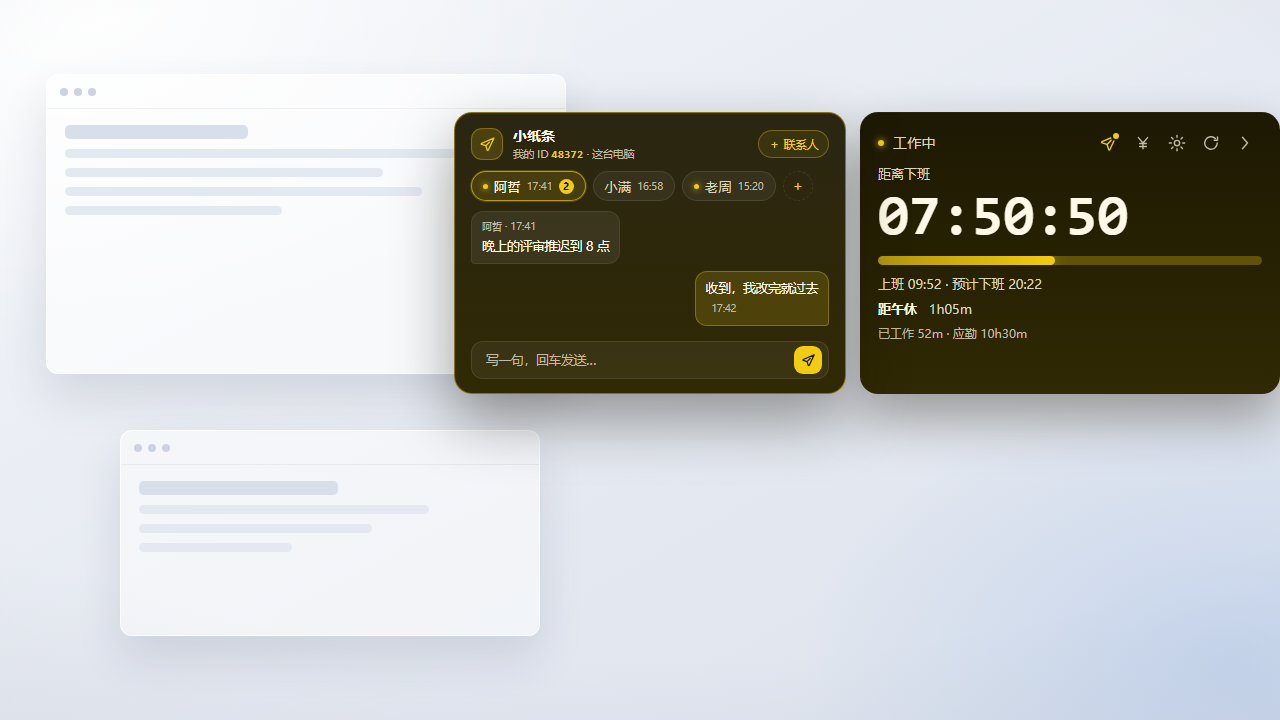 小纸条
我的 ID 48372 · 这台电脑
+ 联系人
阿哲 17:41 2
小满 16:58
老周 15:20
+
阿哲 · 17:41
晚上的评审推迟到 8 点
收到，我改完就过去
17:42
写一句，回车发送...
工作中
¥
距离下班
07:50:50
上班 09:52 · 预计下班 20:22
距午休 1h05m
已工作 52m · 应勤 10h30m